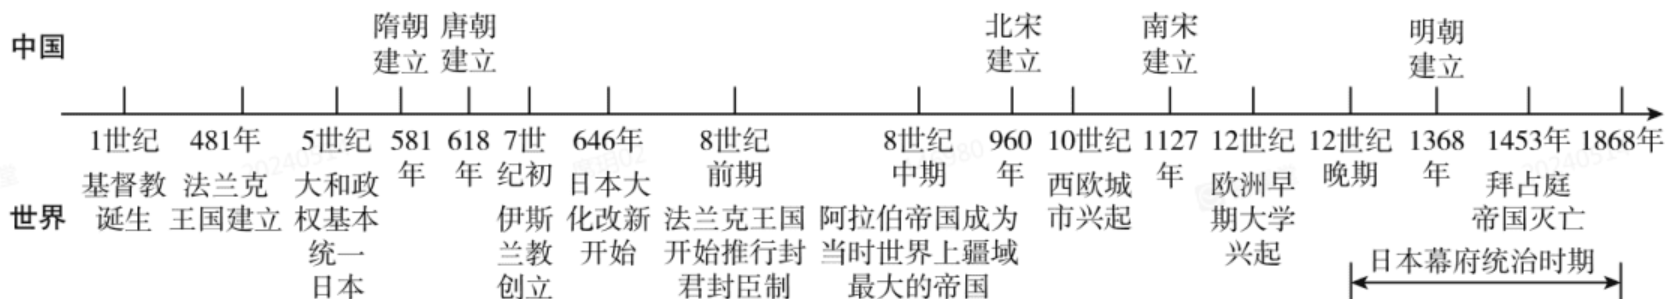 中国
隋朝
建立
唐朝
建立
北宋
建立
南宋
建立
明朝
建立
世界
1世纪
基督教
诞生
481年
法兰克
王国建立
5世纪
大和政
权基本
统一
日本
581
年
618
年
7世
纪初
伊斯
兰教
创立
646年
日本大
化改新
开始
8世纪
前期
法兰克王国
开始推行封
君封臣制
8世纪
中期
阿拉伯帝国成为
当时世界上疆域
最大的帝国
960
年
10世纪
西欧城
市兴起
1127
年
12世纪
欧洲早
期大学
兴起
12世纪
晚期
1368
年
1453年
拜占庭
帝国灭亡
1868年
日本幕府统治时期